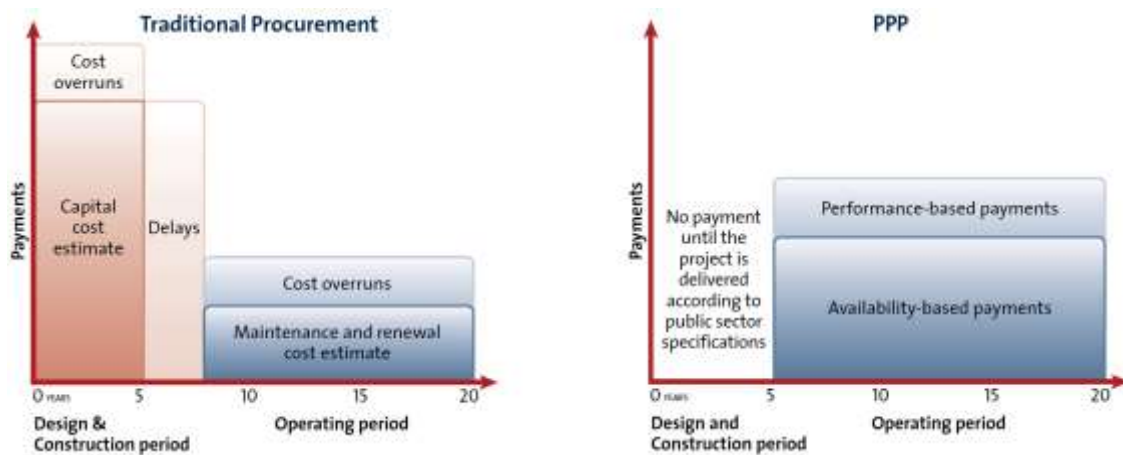 Traditional Procurement
Payments
Cost
overruns
Capital
cost
estimate
Delays
Cost overruns
Maintenance and renewal
cost estimate
0 YEARS 5 10 15 20
Design &
Construction period
Operating period
PPP
Payments
No payment
until the
project is
delivered
according to
public sector
specifications
Performance-based payments
Availability-based payments
0 YEARS 5 10 15 20
Design and
Construction period
Operating period